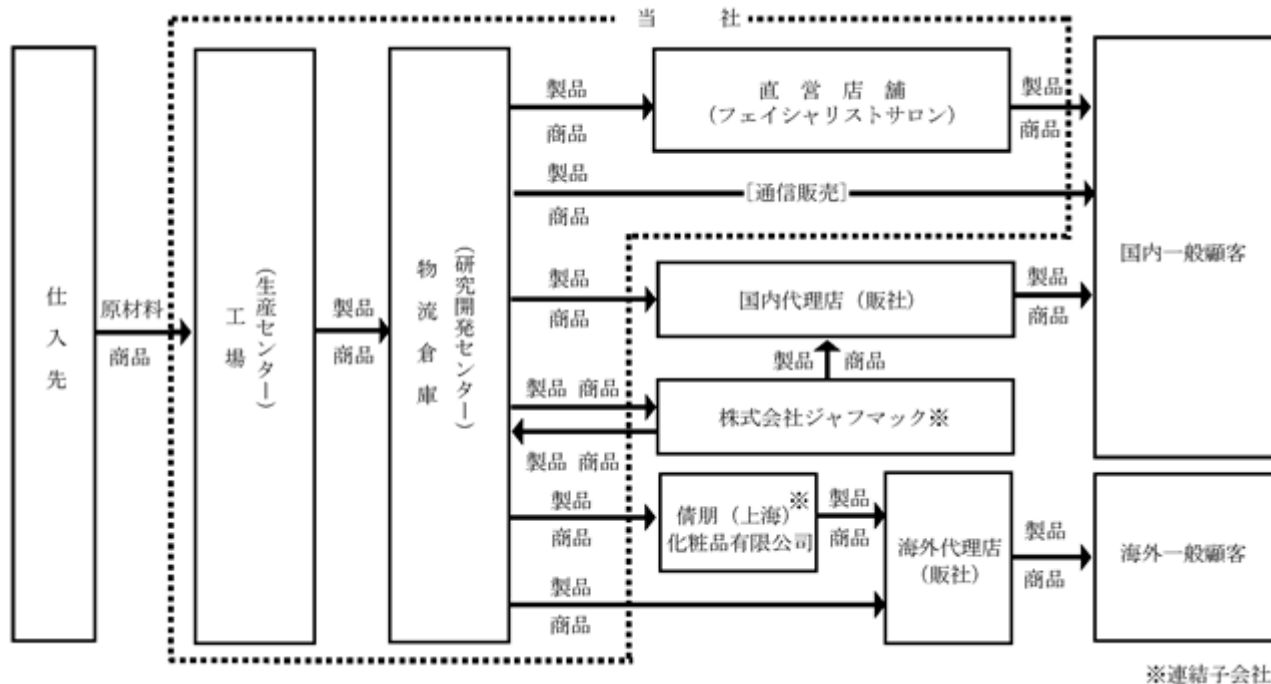 当 社
仕入先
原材料
商品
工場
(生産センター)
製品
商品
物流倉庫
(研究開発センター)
製品
商品
直営店舗
(フェイシャリストサロン)
製品
商品
製品
[通信販売]
商品
製品
商品
国内代理店(販社)
製品
商品
国内一般顧客
製品 商品
製品 商品
株式会社ジャフマック※
製品 商品
製品
商品
倩朋(上海)※
化粧品有限公司
製品
商品
製品
商品
海外代理店
(販社)
製品
商品
海外一般顧客
※連結子会社